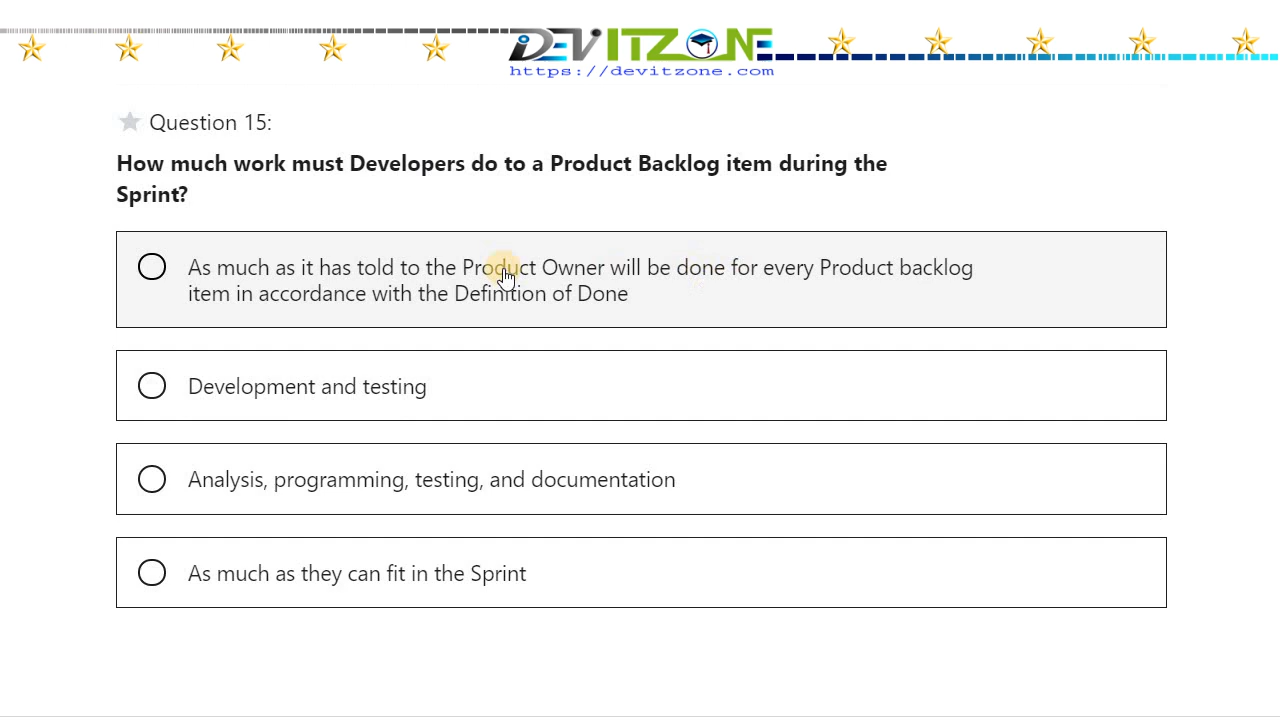 DEVITZONE
https://devitzone.com
Question 15:
How much work must Developers do to a Product Backlog item during the
Sprint?
As much as it has told to the Product Owner will be done for every Product backlog
item in accordance with the Definition of Done
Development and testing
Analysis, programming, testing, and documentation
As much as they can fit in the Sprint